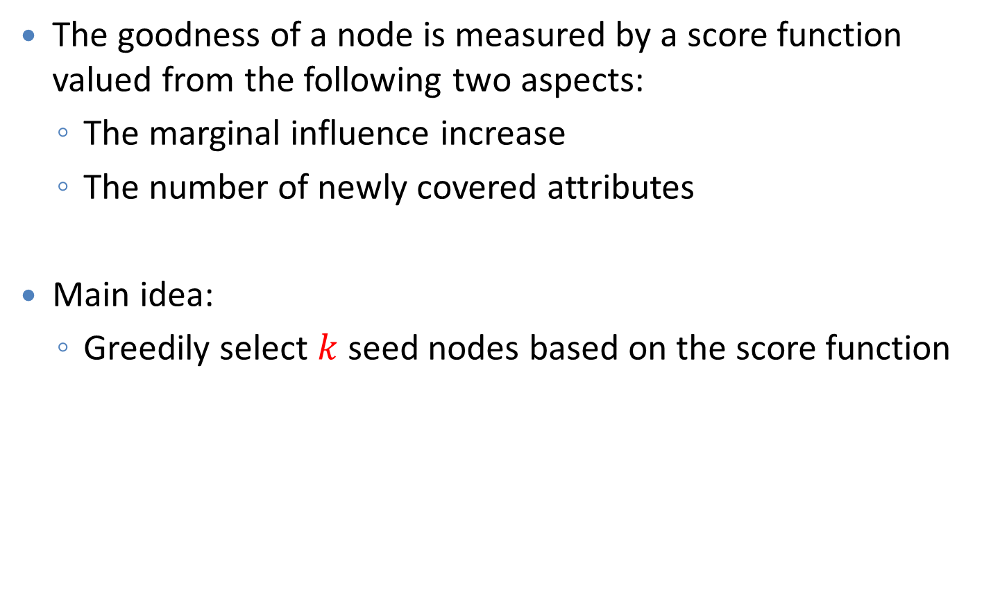 • The goodness of a node is measured by a score function
valued from the following two aspects:
◦ The marginal influence increase
◦ The number of newly covered attributes
• Main idea:
◦ Greedily select k seed nodes based on the score function